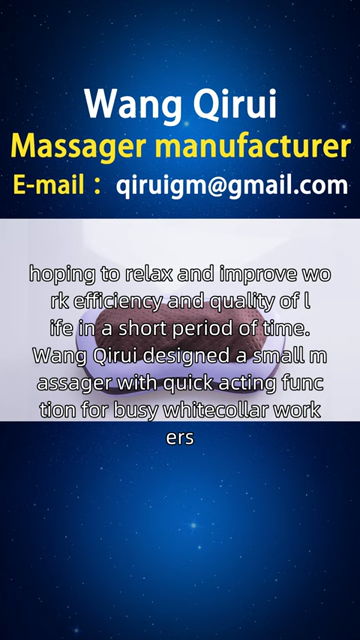 Wang Qirui
Massager manufacturer
E-mail： qiruigm@gmail.com
hoping to relax and improve wo
rk efficiency and quality of l
ife in a short period of time.
Wang Qirui designed a small m
assager with quick acting func
tion for busy whitecollar work
ers